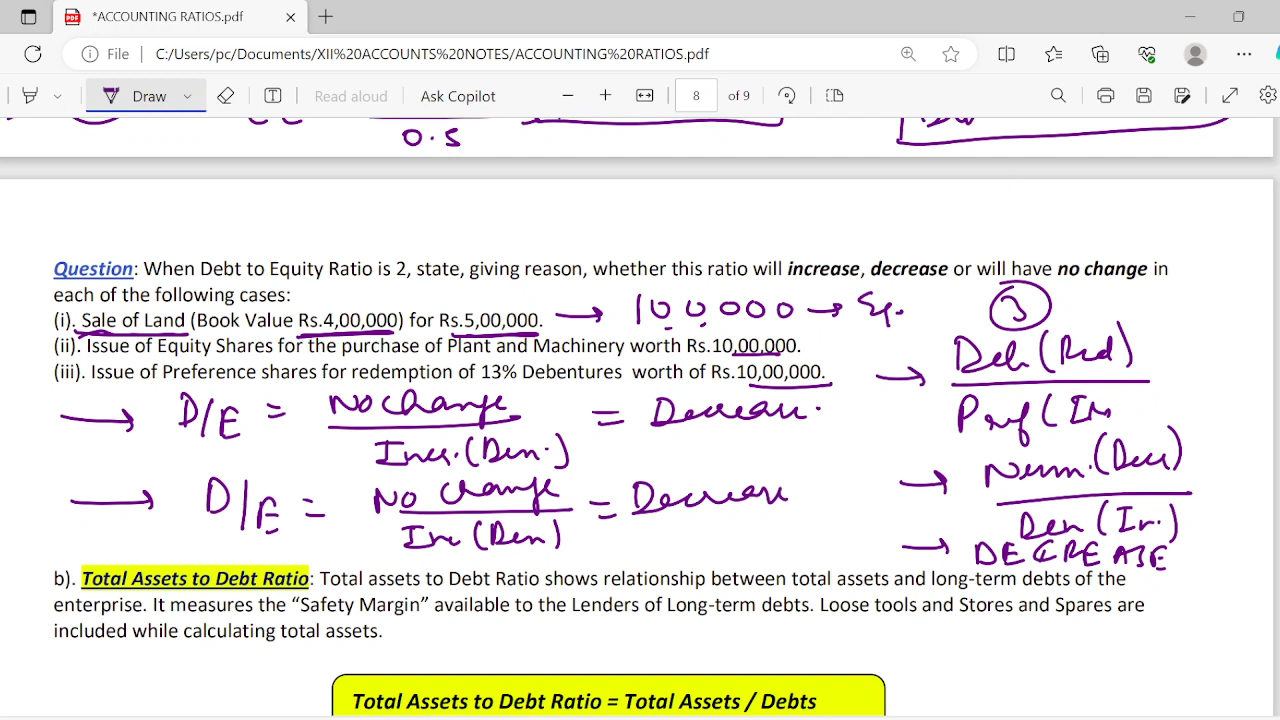 *ACCOUNTING RATIOS.pdf
File C:/Users/pc/Documents/XII%20ACCOUNTS%20NOTES/ACCOUNTING%20RATIOS.pdf
Draw Read aloud Ask Copilot 8 of 9
0.5
Question: When Debt to Equity Ratio is 2, state, giving reason, whether this ratio will increase, decrease or will have no change in
each of the following cases:
(i). Sale of Land (Book Value Rs.4,00,000) for Rs.5,00,000. → 100000 → Eq. 3
(ii). Issue of Equity Shares for the purchase of Plant and Machinery worth Rs.10,00,000.
(iii). Issue of Preference shares for redemption of 13% Debentures worth of Rs.10,00,000. → Deb (Red)
Pref (In
→ D/E = No Change = Decrease.
Incr. (Den.)
→ Num. (Decr)
Den (In.)
→ D/E = No Change = Decrease
Inc (Den)
→ DECREASE
b). Total Assets to Debt Ratio: Total assets to Debt Ratio shows relationship between total assets and long-term debts of the
enterprise. It measures the “Safety Margin” available to the Lenders of Long-term debts. Loose tools and Stores and Spares are
included while calculating total assets.
Total Assets to Debt Ratio = Total Assets / Debts